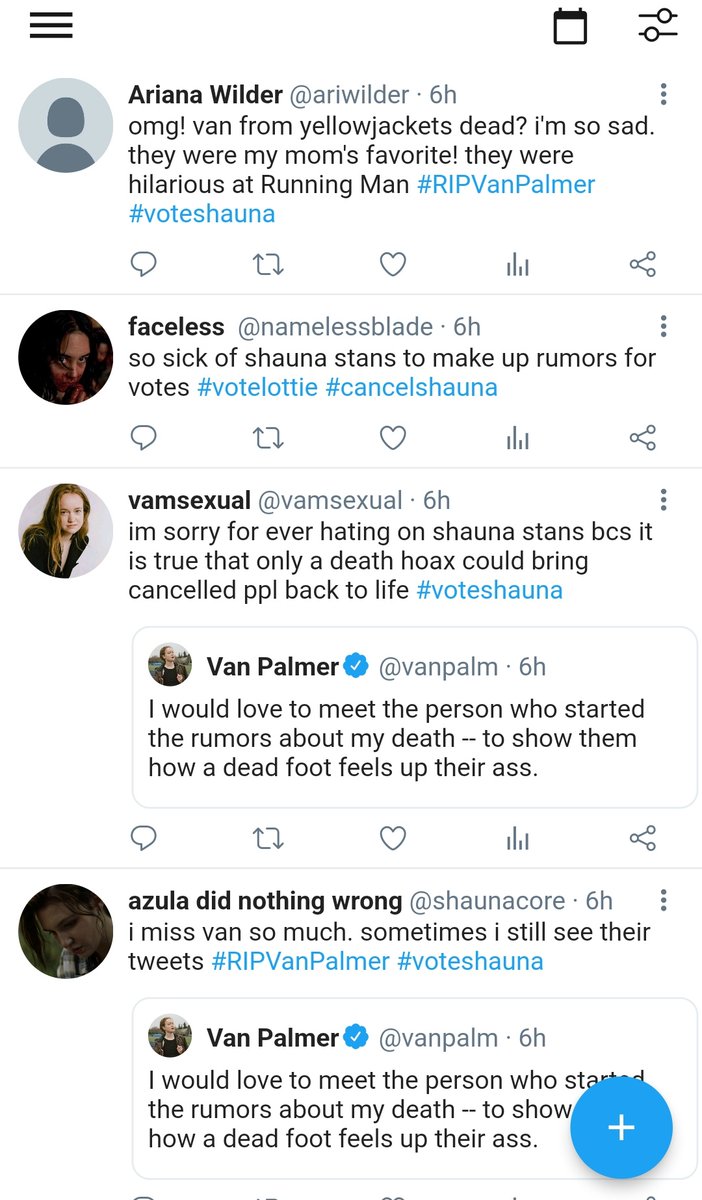 Ariana Wilder @ariwilder · 6h
omg! van from yellowjackets dead? i'm so sad.
they were my mom's favorite! they were
hilarious at Running Man #RIPVanPalmer
#voteshauna
faceless @namelessblade · 6h
so sick of shauna stans to make up rumors for
votes #votelottie #cancelshauna
vamsexual @vamsexual · 6h
im sorry for ever hating on shauna stans bcs it
is true that only a death hoax could bring
cancelled ppl back to life #voteshauna
Van Palmer @vanpalm · 6h
I would love to meet the person who started
the rumors about my death -- to show them
how a dead foot feels up their ass.
azula did nothing wrong @shaunacore · 6h
i miss van so much. sometimes i still see their
tweets #RIPVanPalmer #voteshauna
Van Palmer @vanpalm · 6h
I would love to meet the person who started
the rumors about my death -- to show
how a dead foot feels up their ass.